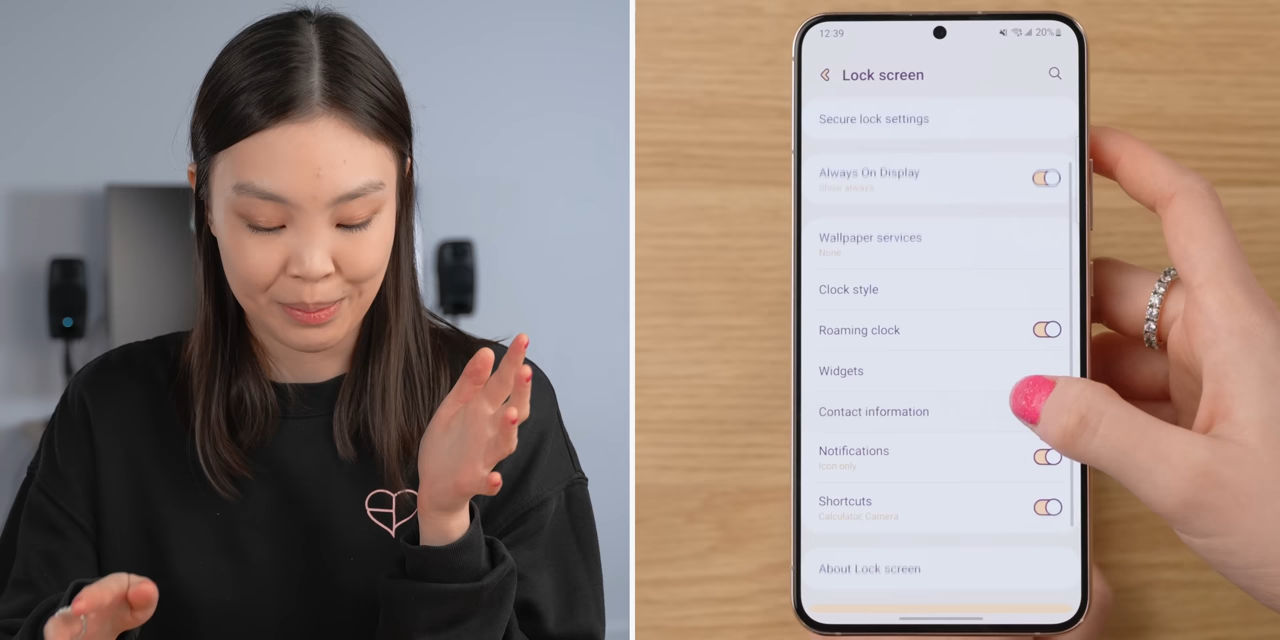 12:39
20%
Lock screen
Secure lock settings
Always On Display
Show always
Wallpaper services
None
Clock style
Roaming clock
Widgets
Contact information
Notifications
Icon only
Shortcuts
Calculator, Camera
About Lock screen